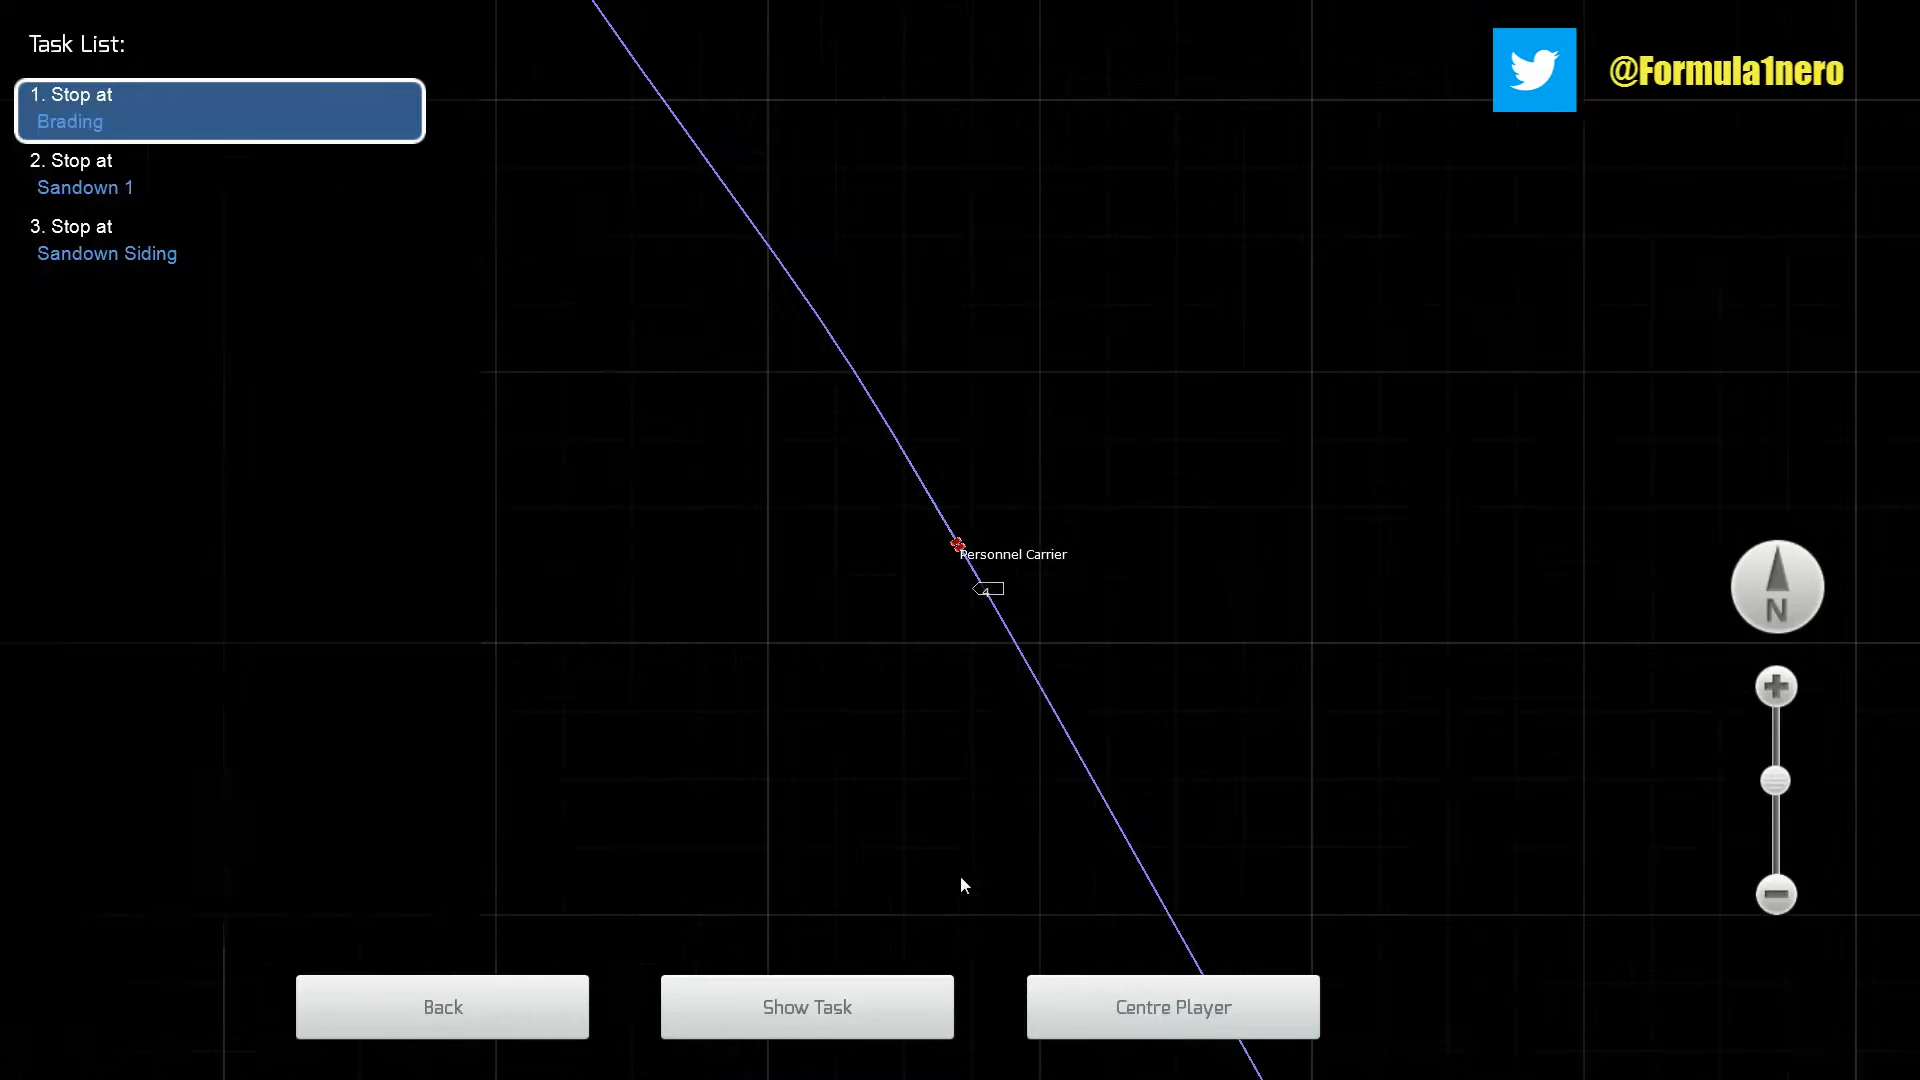 Task List:
@Formula1nero
1. Stop at
Brading
2. Stop at
Sandown 1
3. Stop at
Sandown Siding
Personnel Carrier
4
N
Back
Show Task
Centre Player